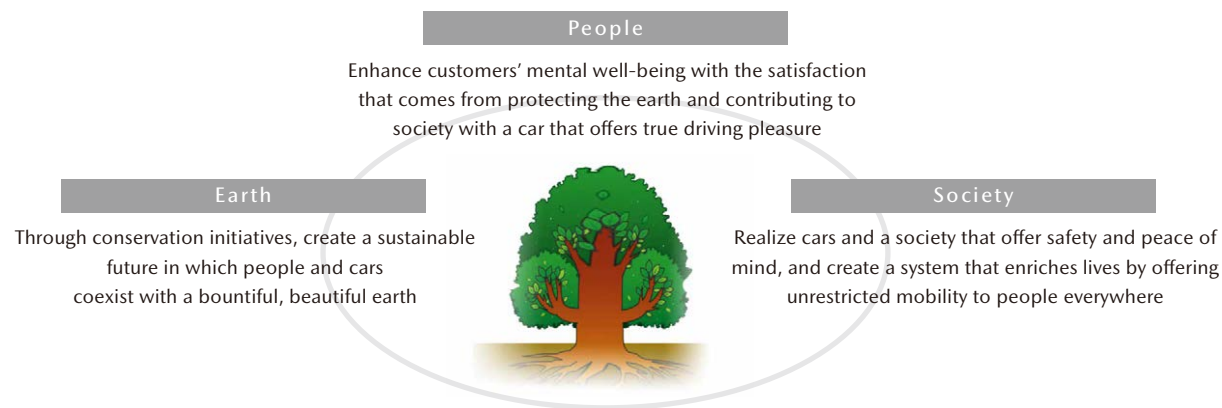 People
Enhance customers’ mental well-being with the satisfaction
that comes from protecting the earth and contributing to
society with a car that offers true driving pleasure
Earth
Through conservation initiatives, create a sustainable
future in which people and cars
coexist with a bountiful, beautiful earth
Society
Realize cars and a society that offer safety and peace of
mind, and create a system that enriches lives by offering
unrestricted mobility to people everywhere